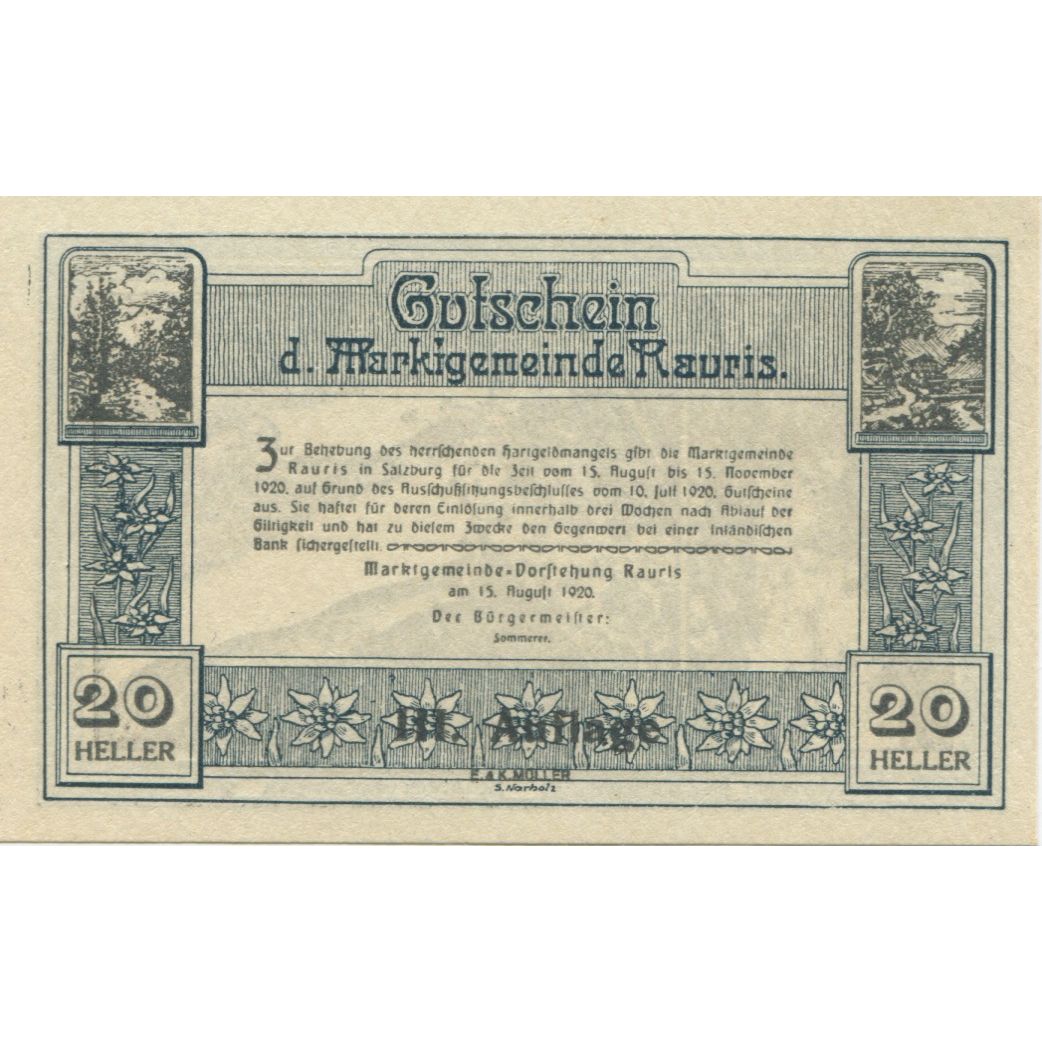 Gutschein
d. Marktgemeinde Rauris.
Zur Behebung des herrschenden Hartgeldmangels gibt die Marktgemeinde
Rauris in Salzburg für die Zeit vom 15. August bis 15. November
1920, auf Grund des Ausschußsitzungsbeschlusses vom 10. Juli 1920, Gutscheine
aus. Sie haftet für deren Einlösung innerhalb drei Wochen nach Ablauf der
Giltigkeit und hat zu diesem Zwecke den Gegenwert bei einer inländischen
Bank sichergestellt.
Marktgemeinde-Vorstehung Rauris
am 15. August 1920.
Der Bürgermeister:
Sommerer.
20 HELLER
III. Auflage
20 HELLER
E. & K. MÜLLER
S. Narholz